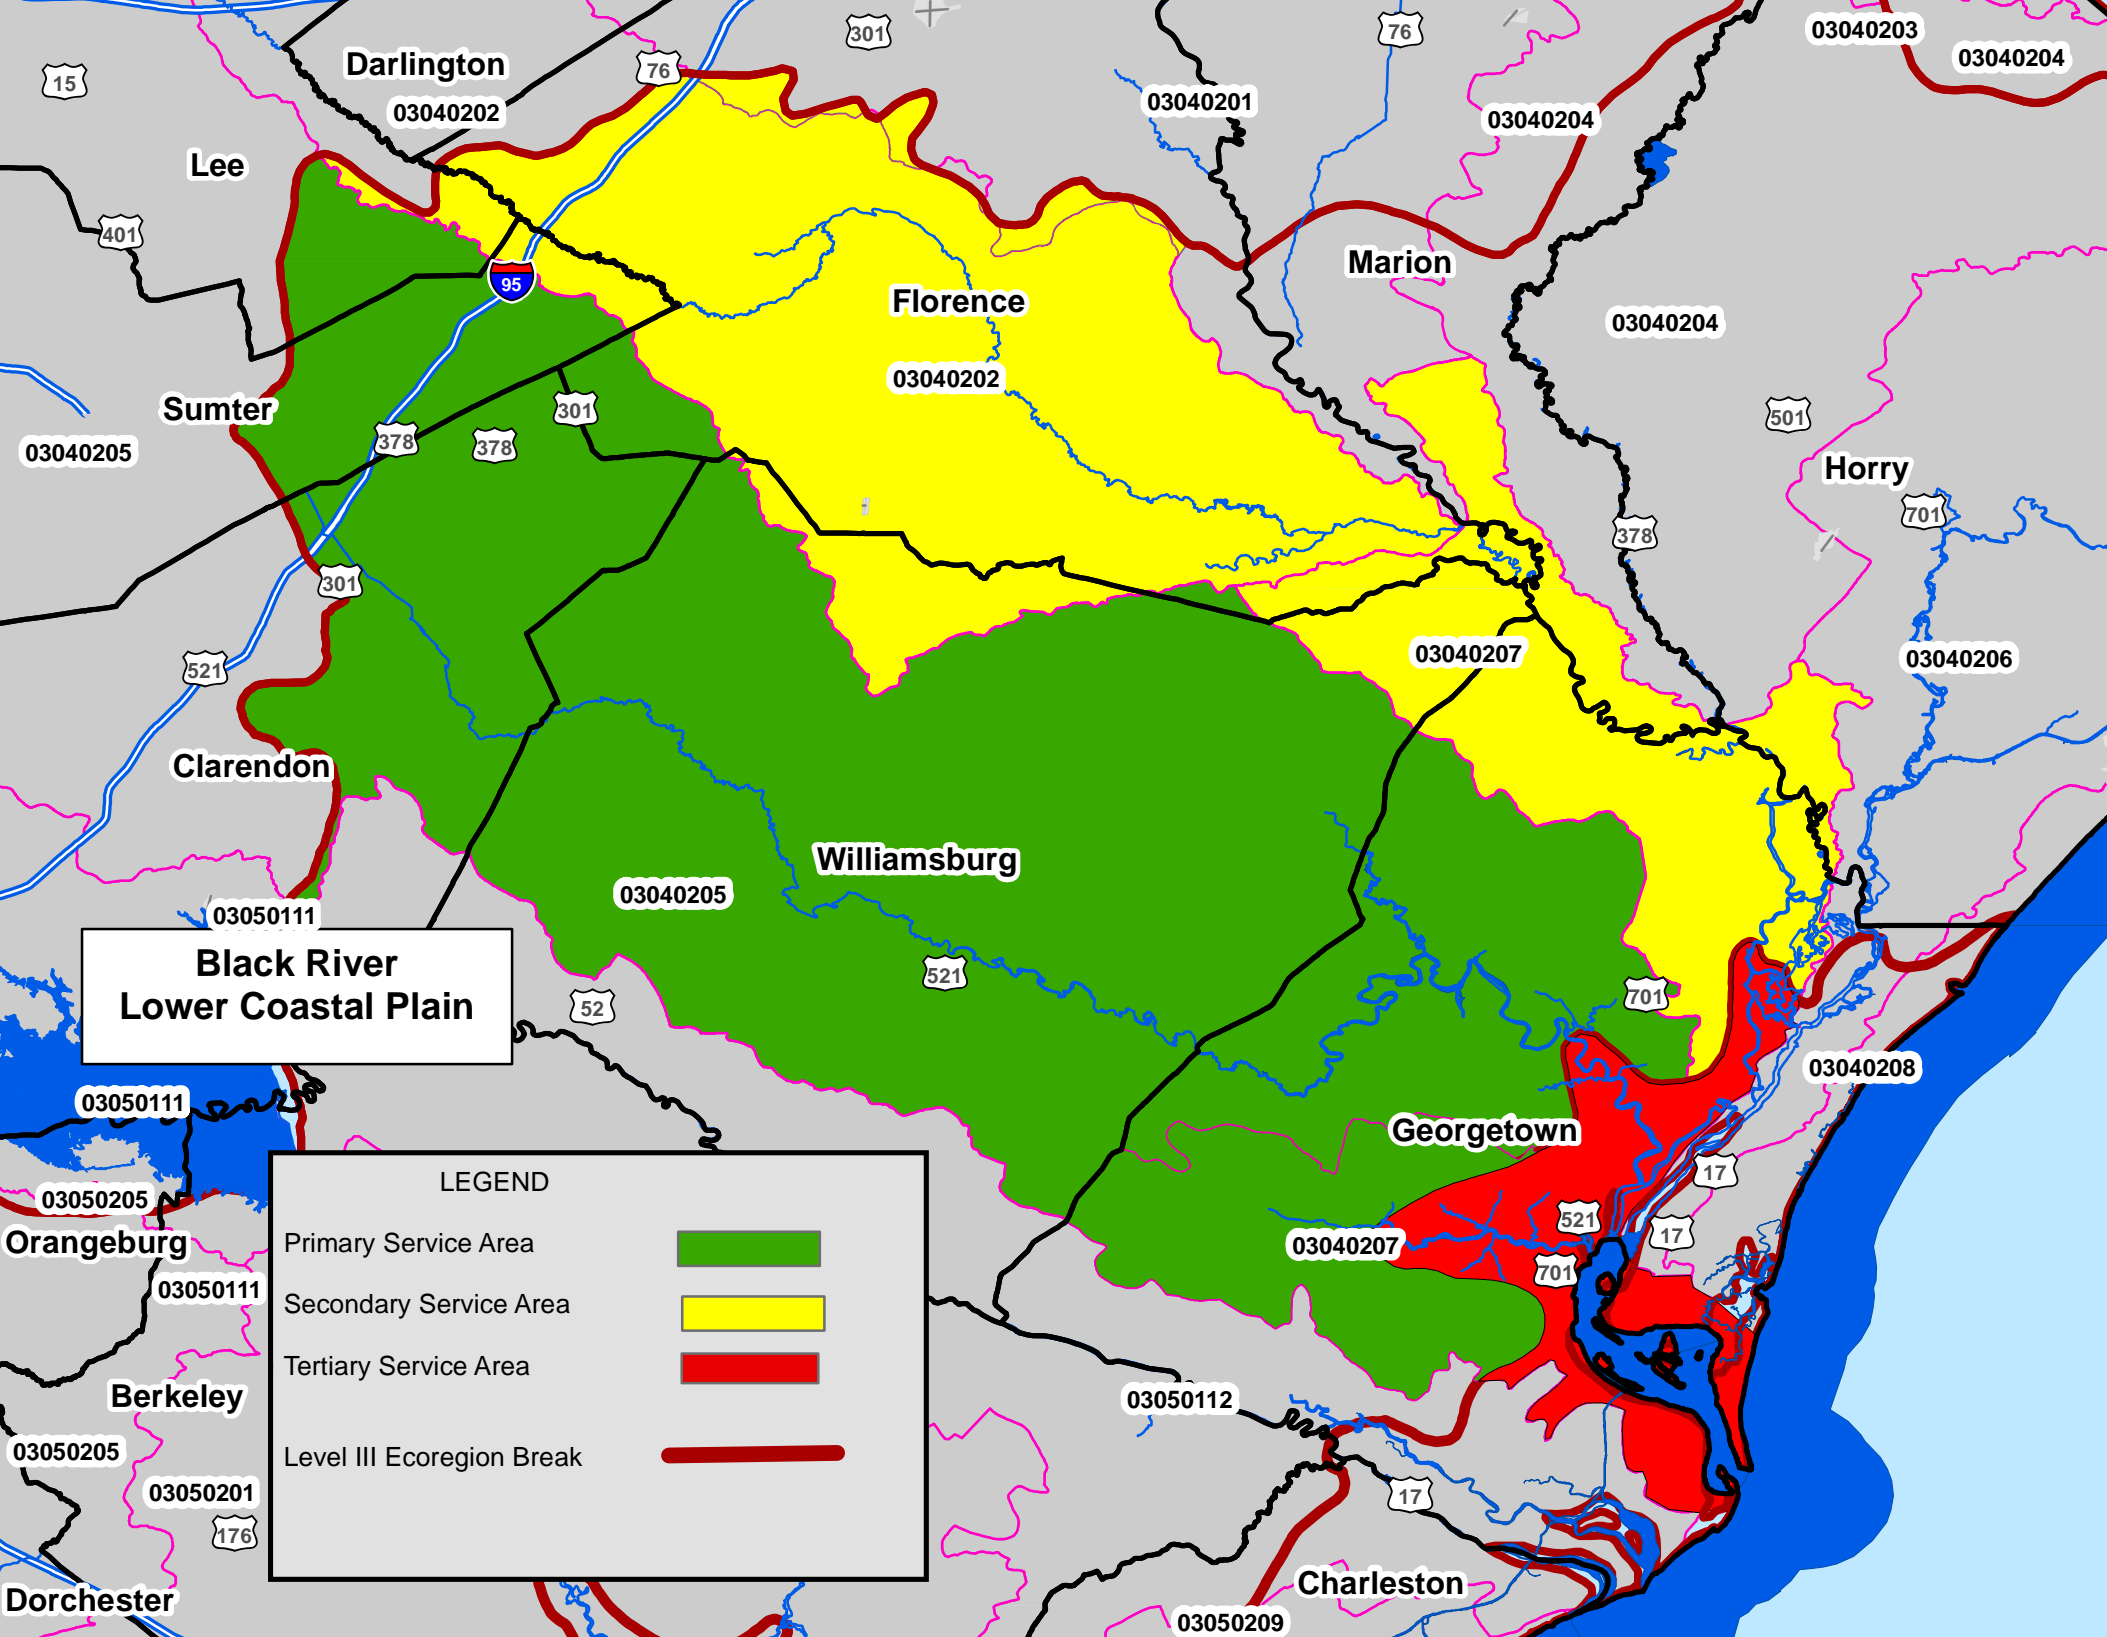 301
76
03040203
Darlington
76
03040204
15
03040202
03040201
03040204
Lee
401
Marion
95
Florence
03040204
03040202
Sumter
301
501
378
378
03040205
Horry
701
378
301
03040207
03040206
521
Clarendon
Williamsburg
03040205
03050111
Black River
Lower Coastal Plain
521
701
52
03040208
03050111
Georgetown
17
LEGEND
03050205
521
17
Orangeburg
Primary Service Area
03040207
701
03050111
Secondary Service Area
Tertiary Service Area
Berkeley
03050112
03050205
Level III Ecoregion Break
03050201
17
176
Charleston
Dorchester
03050209